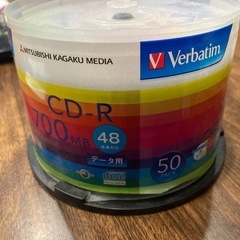 MITSUBISHI KAGAKU MEDIA
Verbatim
CD-R
700MB
48
データ用
50